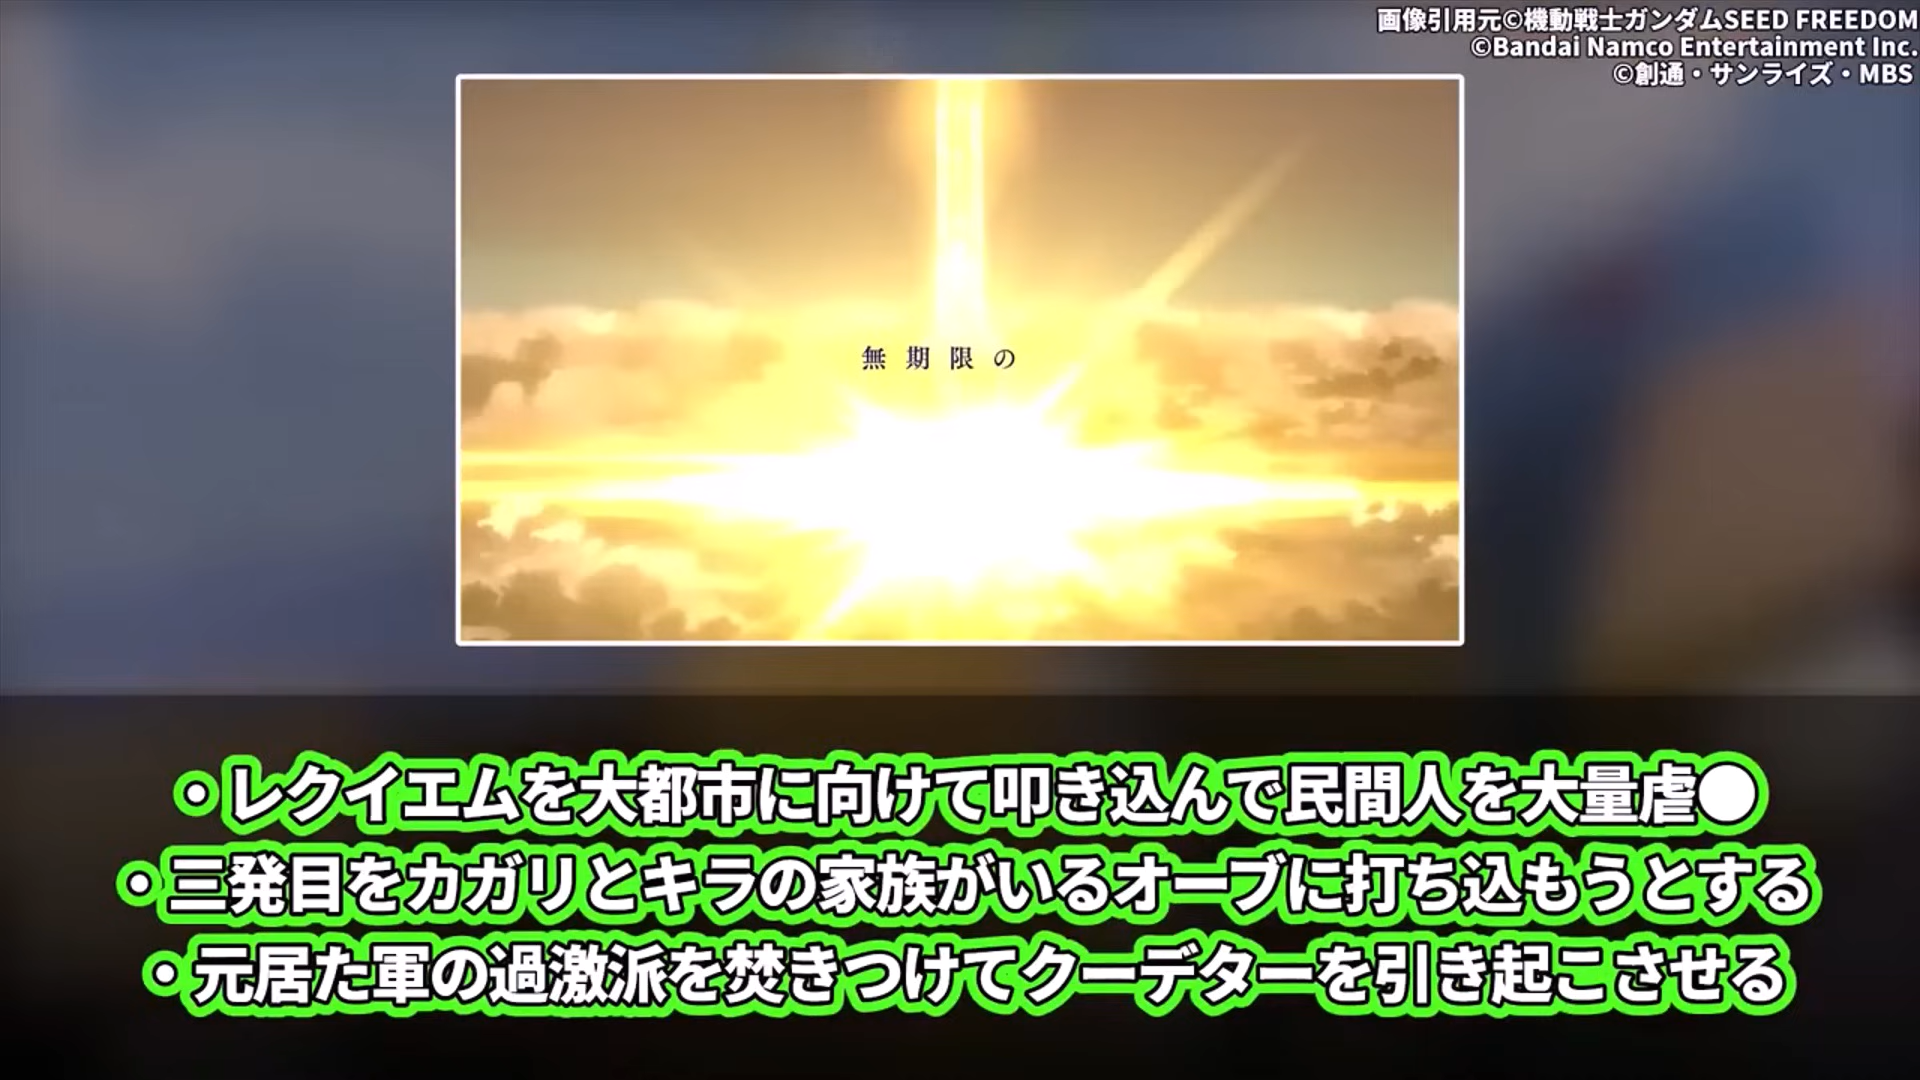 画像引用元©機動戦士ガンダムSEED FREEDOM
©Bandai Namco Entertainment Inc.
©創通・サンライズ・MBS
無期限の
・レクイエムを大都市に向けて叩き込んで民間人を大量虐●
・三発目をカガリとキラの家族がいるオーブに打ち込もうとする
・元居た軍の過激派を焚きつけてクーデターを引き起こさせる